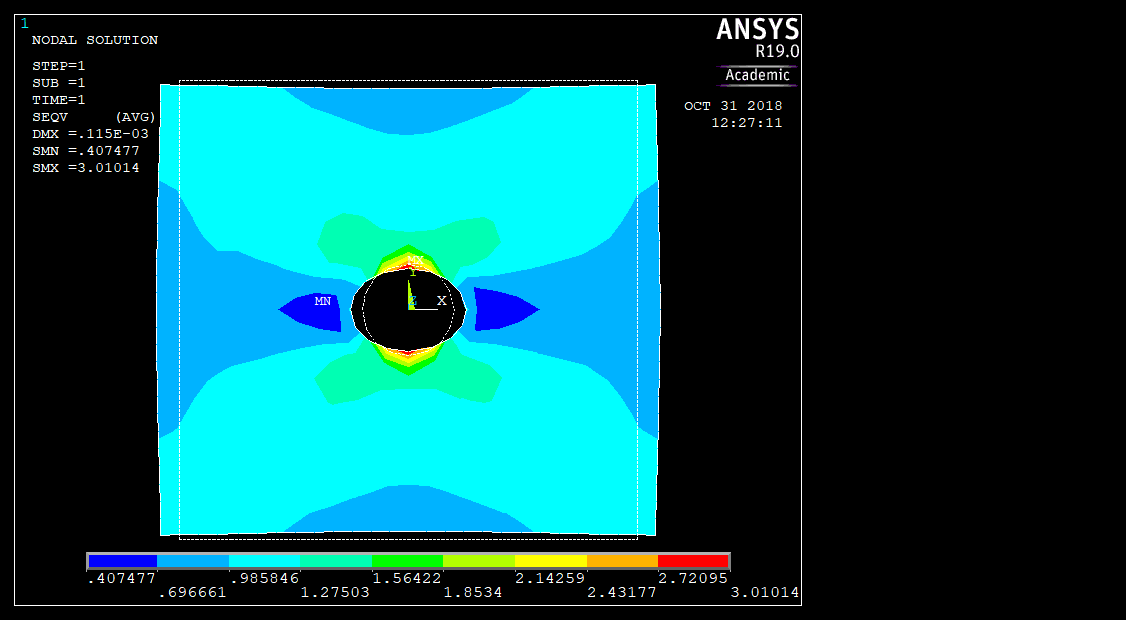 1
NODAL SOLUTION
STEP=1
SUB =1
TIME=1
SEQV (AVG)
DMX =.115E-03
SMN =.407477
SMX =3.01014
ANSYS
R19.0
Academic
OCT 31 2018
12:27:11
MX
Y
MN
Z X
.407477 .985846 1.56422 2.14259 2.72095
.696661 1.27503 1.8534 2.43177 3.01014